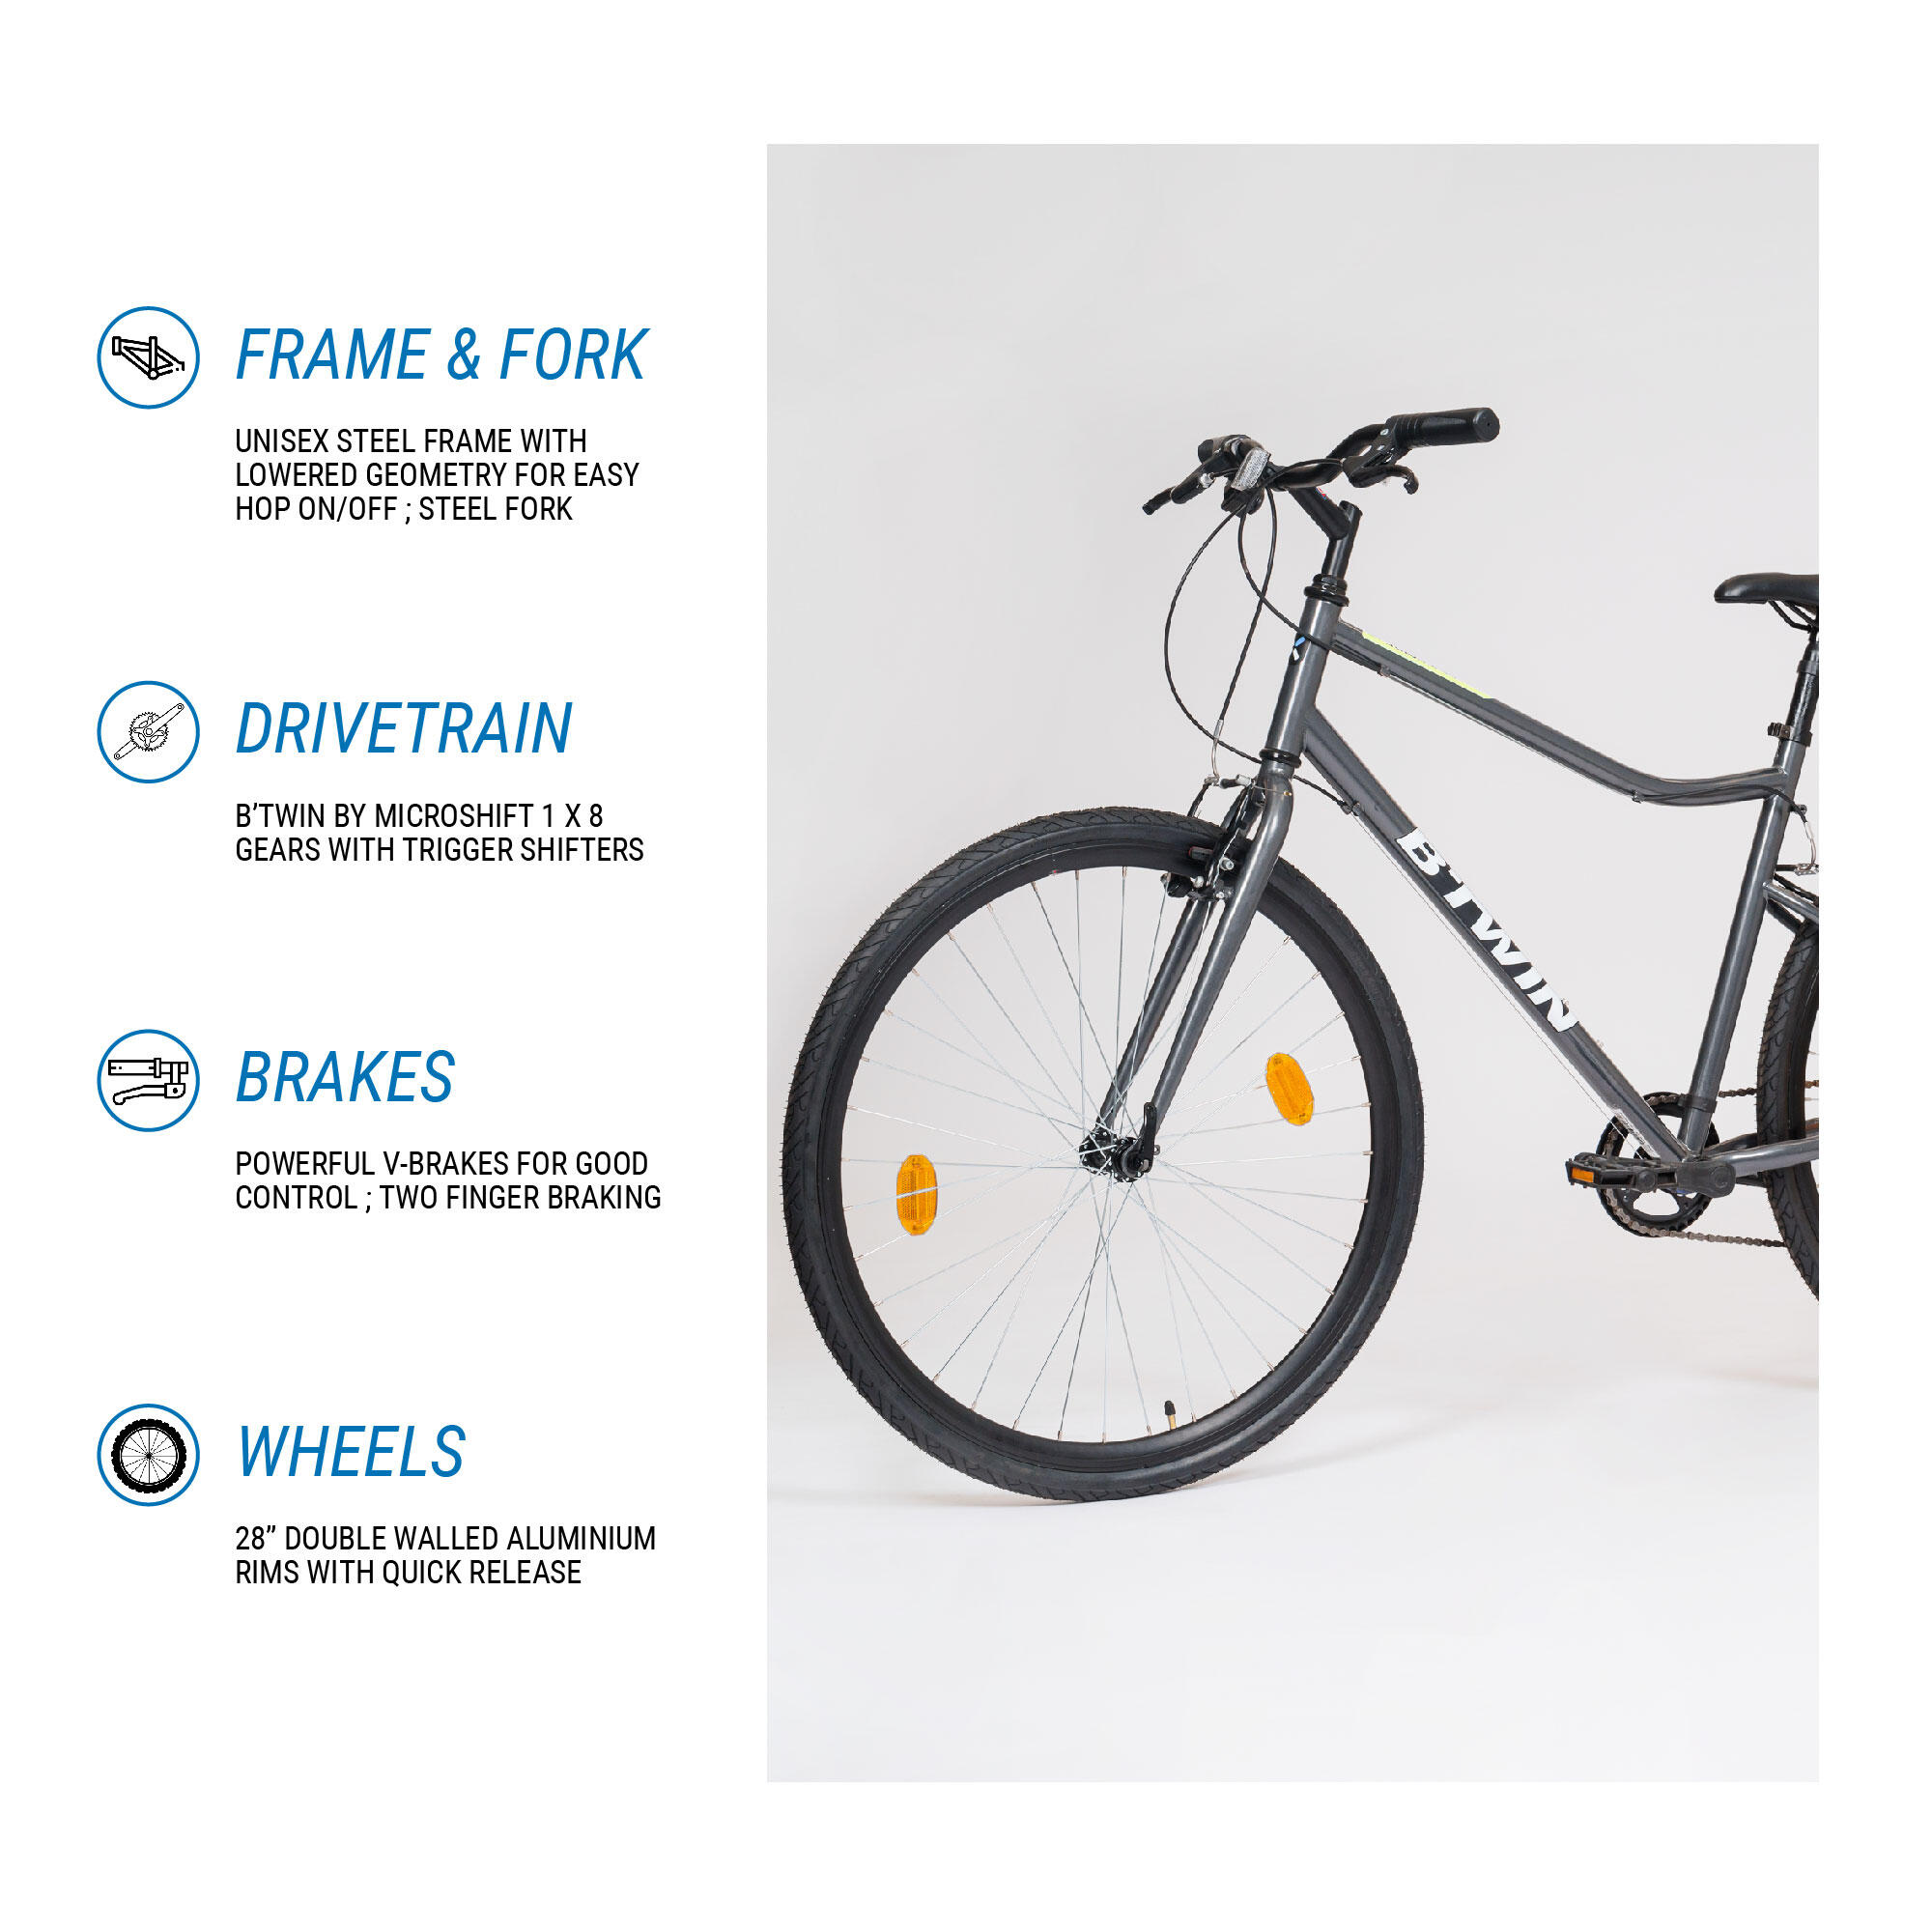 FRAME & FORK
UNISEX STEEL FRAME WITH
LOWERED GEOMETRY FOR EASY
HOP ON/OFF ; STEEL FORK
DRIVETRAIN
B’TWIN BY MICROSHIFT 1 X 8
GEARS WITH TRIGGER SHIFTERS
BRAKES
POWERFUL V-BRAKES FOR GOOD
CONTROL ; TWO FINGER BRAKING
WHEELS
28” DOUBLE WALLED ALUMINIUM
RIMS WITH QUICK RELEASE
B'TWIN